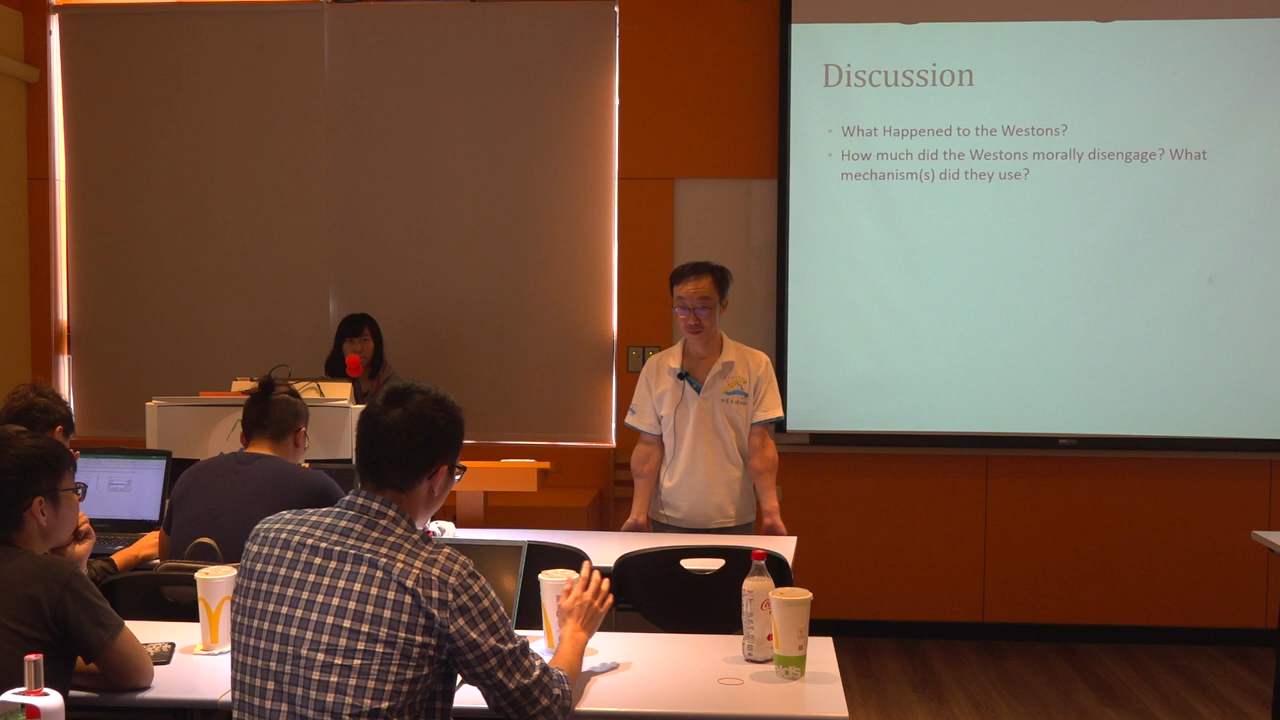 Discussion
What Happened to the Westons?
How much did the Westons morally disengage? What
mechanism(s) did they use?